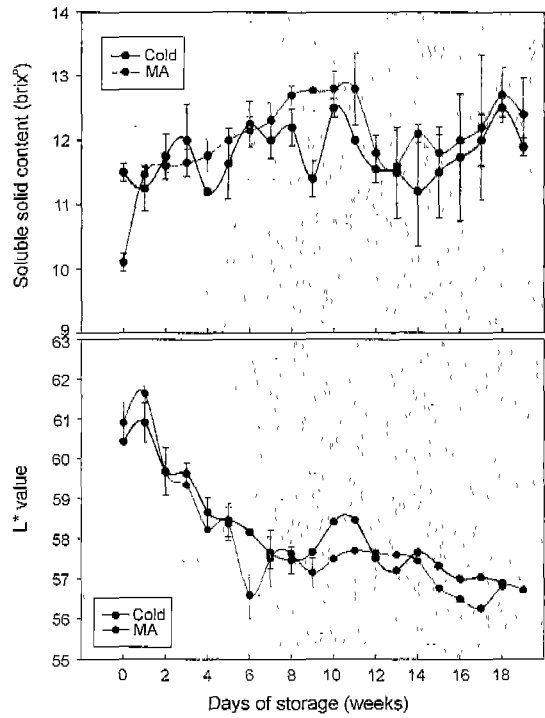 14
13
12
11
10
9
Soluble solid content (brixº)
Cold
MA
63
62
61
60
59
58
57
56
55
L* value
Cold
MA
0 2 4 6 8 10 12 14 16 18
Days of storage (weeks)